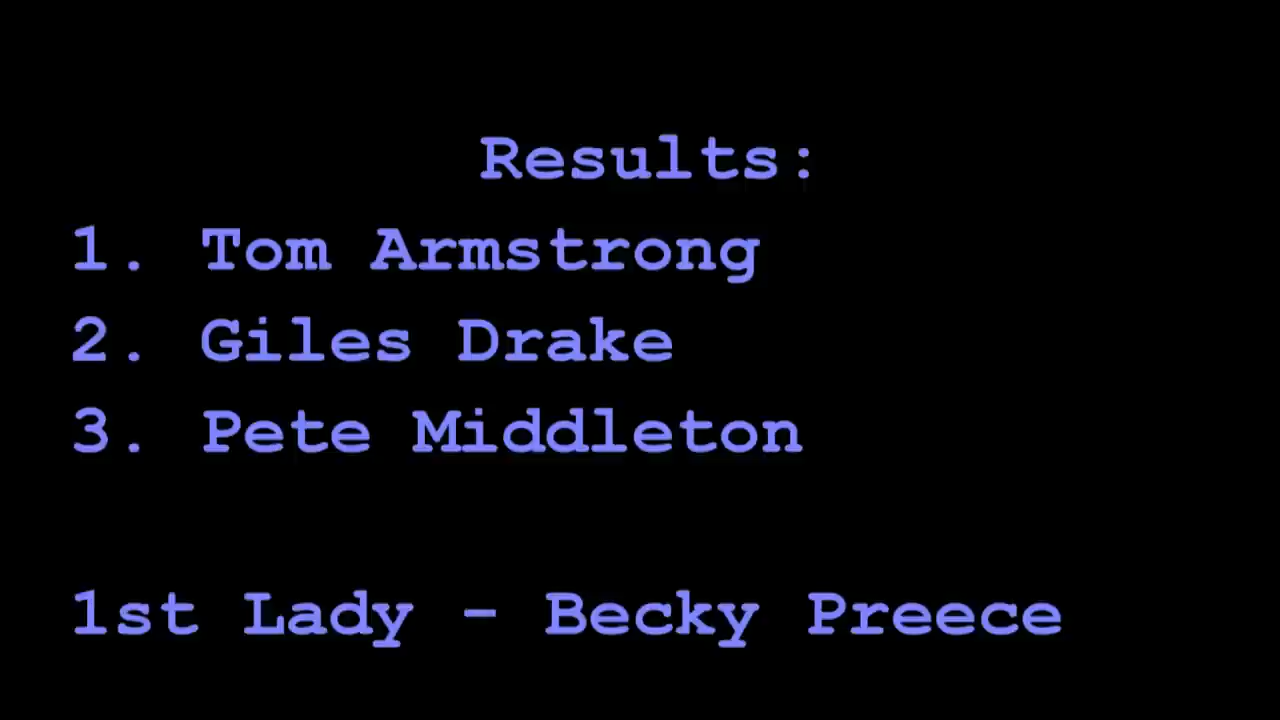 Results:
1. Tom Armstrong
2. Giles Drake
3. Pete Middleton
1st Lady - Becky Preece